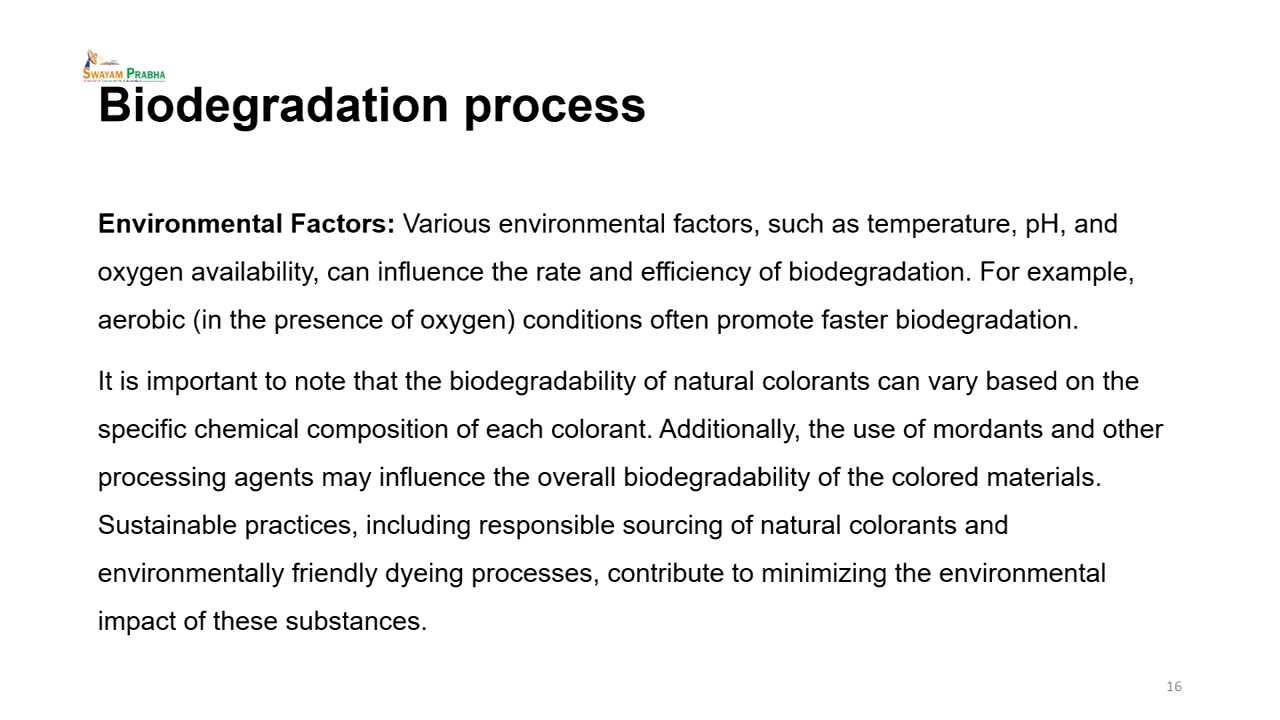 SWAYAM PRABHA
Biodegradation process
Environmental Factors: Various environmental factors, such as temperature, pH, and
oxygen availability, can influence the rate and efficiency of biodegradation. For example,
aerobic (in the presence of oxygen) conditions often promote faster biodegradation.
It is important to note that the biodegradability of natural colorants can vary based on the
specific chemical composition of each colorant. Additionally, the use of mordants and other
processing agents may influence the overall biodegradability of the colored materials.
Sustainable practices, including responsible sourcing of natural colorants and
environmentally friendly dyeing processes, contribute to minimizing the environmental
impact of these substances.
16